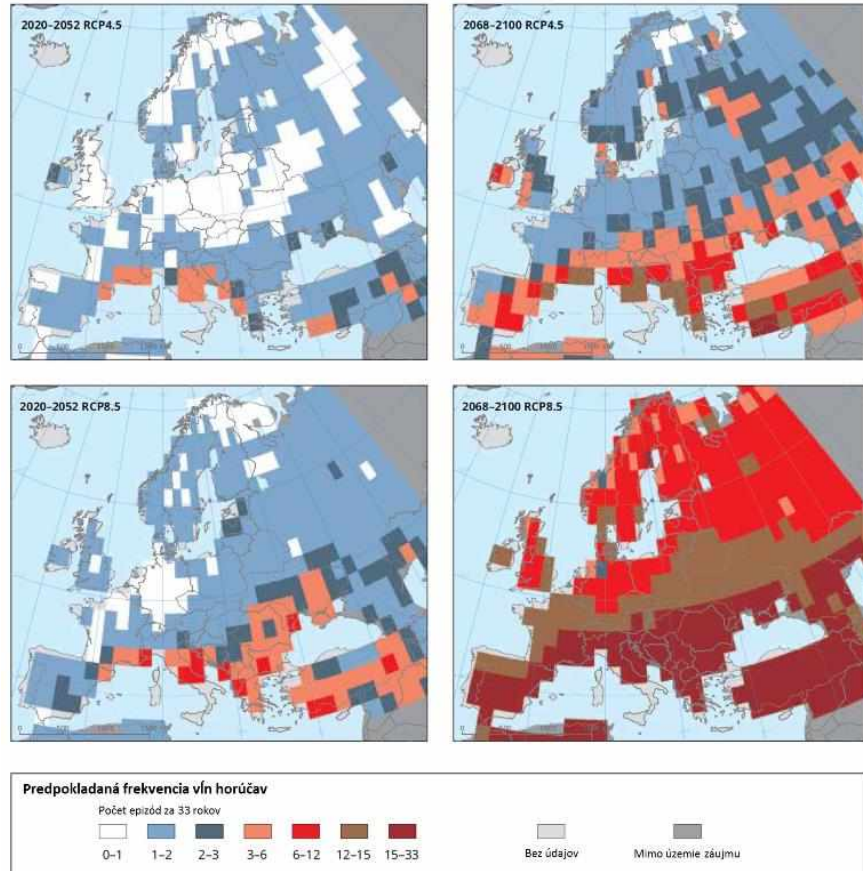 2020–2052 RCP4.5
2068–2100 RCP4.5
2020–2052 RCP8.5
2068–2100 RCP8.5
Predpokladaná frekvencia vĺn horúčav
Počet epizód za 33 rokov
0–1 1–2 2–3 3–6 6–12 12–15 15–33 Bez údajov Mimo územie záujmu